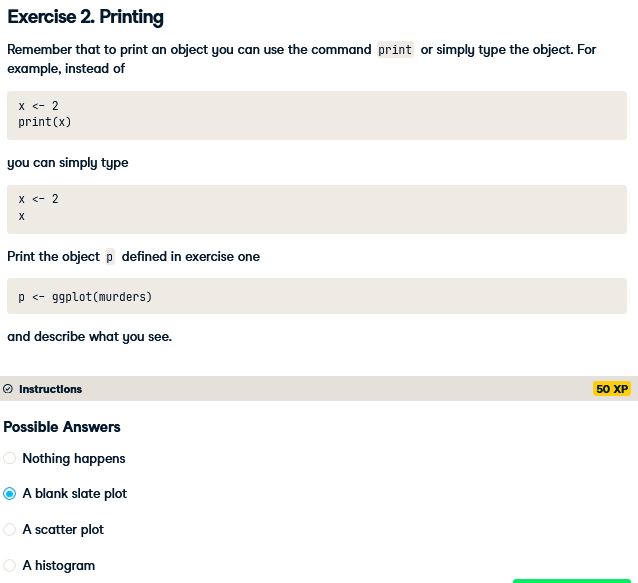 Exercise 2. Printing
Remember that to print an object you can use the command print or simply type the object. For
example, instead of
x <- 2
print(x)
you can simply type
x <- 2
x
Print the object p defined in exercise one
p <- ggplot(murders)
and describe what you see.
Instructions
50 XP
Possible Answers
Nothing happens
A blank slate plot
A scatter plot
A histogram